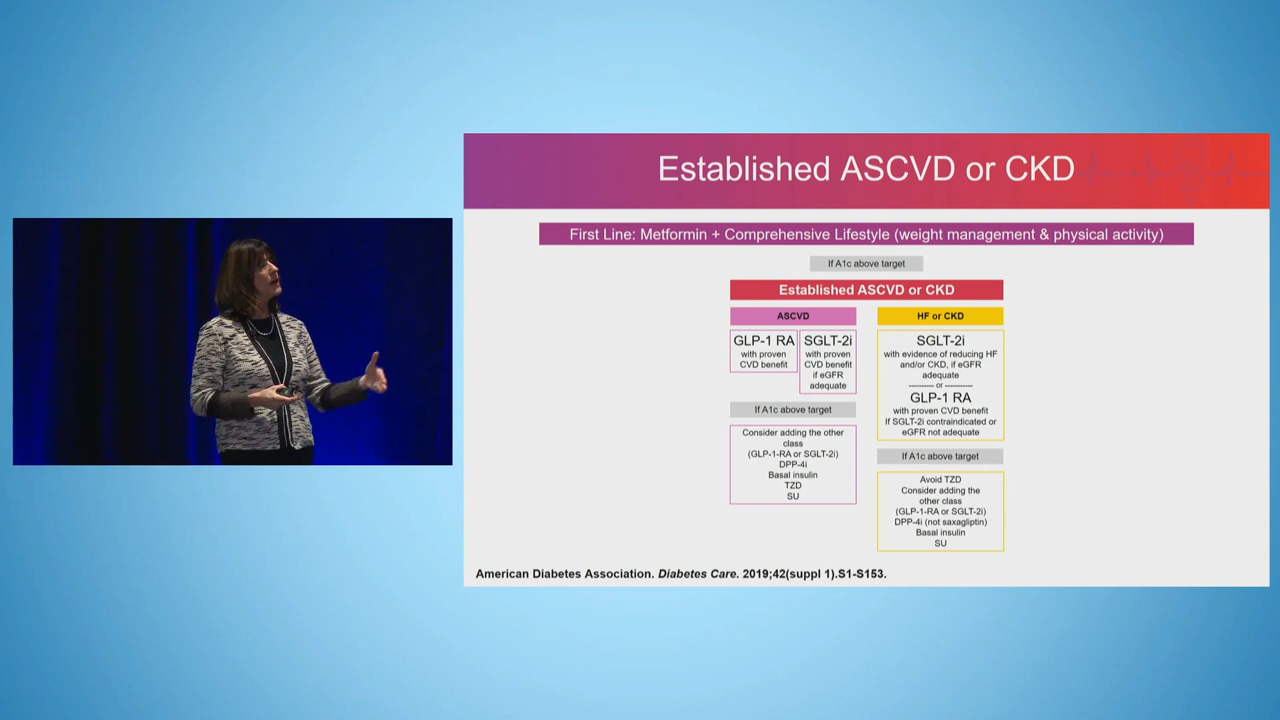 Established ASCVD or CKD
First Line: Metformin + Comprehensive Lifestyle (weight management & physical activity)
If A1c above target
Established ASCVD or CKD
ASCVD
GLP-1 RA
with proven
CVD benefit
SGLT-2i
with proven
CVD benefit
if eGFR
adequate
If A1c above target
Consider adding the other
class
(GLP-1-RA or SGLT-2i)
DPP-4i
Basal insulin
TZD
SU
HF or CKD
SGLT-2i
with evidence of reducing HF
and/or CKD, if eGFR
adequate
---------- or -----------
GLP-1 RA
with proven CVD benefit
If SGLT-2i contraindicated or
eGFR not adequate
If A1c above target
Avoid TZD
Consider adding the
other class
(GLP-1-RA or SGLT-2i)
DPP-4i (not saxagliptin)
Basal insulin
SU
American Diabetes Association. Diabetes Care. 2019;42(suppl 1).S1-S153.